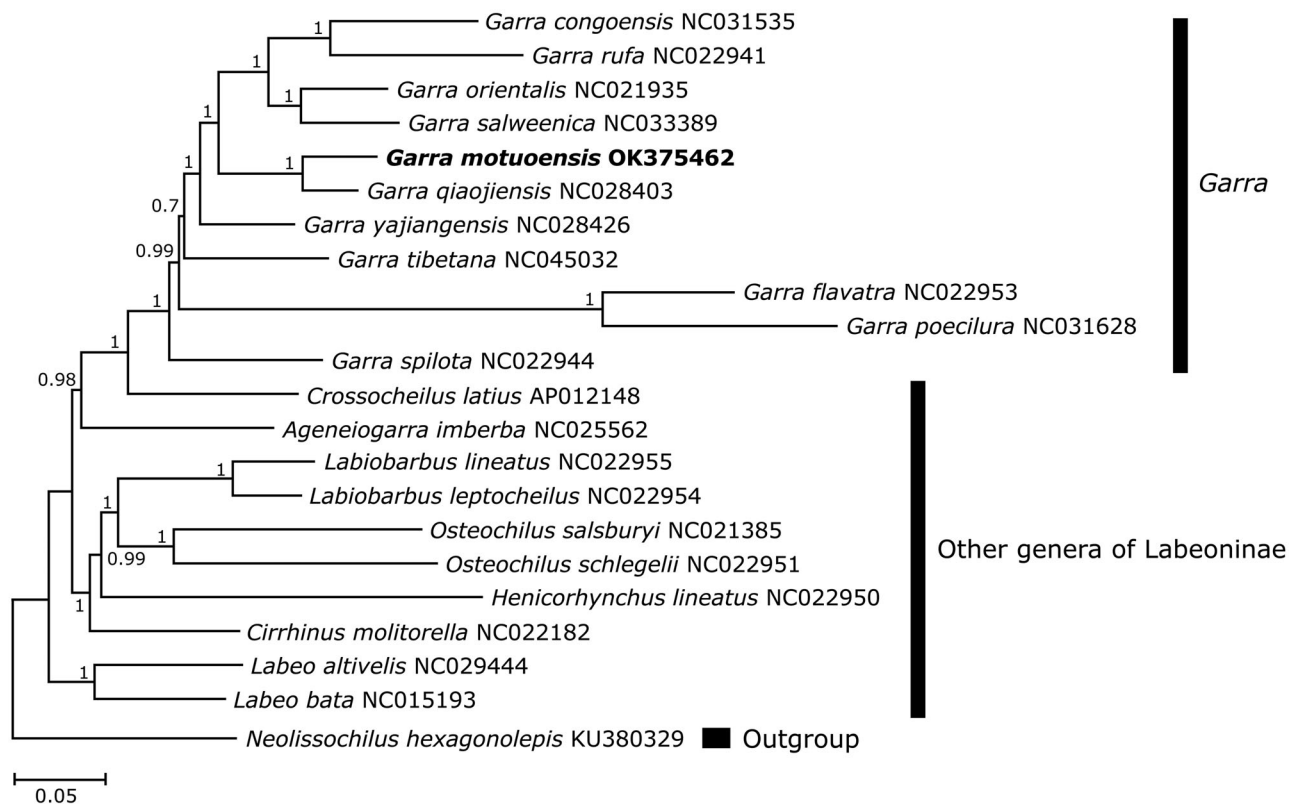 1
Garra congoensis NC031535
1
Garra rufa NC022941
1
Garra orientalis NC021935
1
Garra salweenica NC033389
1
Garra motuoensis OK375462
1
Garra qiaojiensis NC028403
1
Garra yajiangensis NC028426
0.7
Garra tibetana NC045032
0.99
Garra flavatra NC022953
1
Garra poecilura NC031628
1
Garra spilota NC022944
1
Crossocheilus latius AP012148
0.98
Ageneiogarra imberba NC025562
Labiobarbus lineatus NC022955
1
Labiobarbus leptocheilus NC022954
1
Osteochilus salsburyi NC021385
1
Osteochilus schlegelii NC022951
0.99
Henicorhynchus lineatus NC022950
1
Cirrhinus molitorella NC022182
Labeo altivelis NC029444
1
Labeo bata NC015193
Neolissochilus hexagonolepis KU380329
Garra
Other genera of Labeoninae
Outgroup
0.05